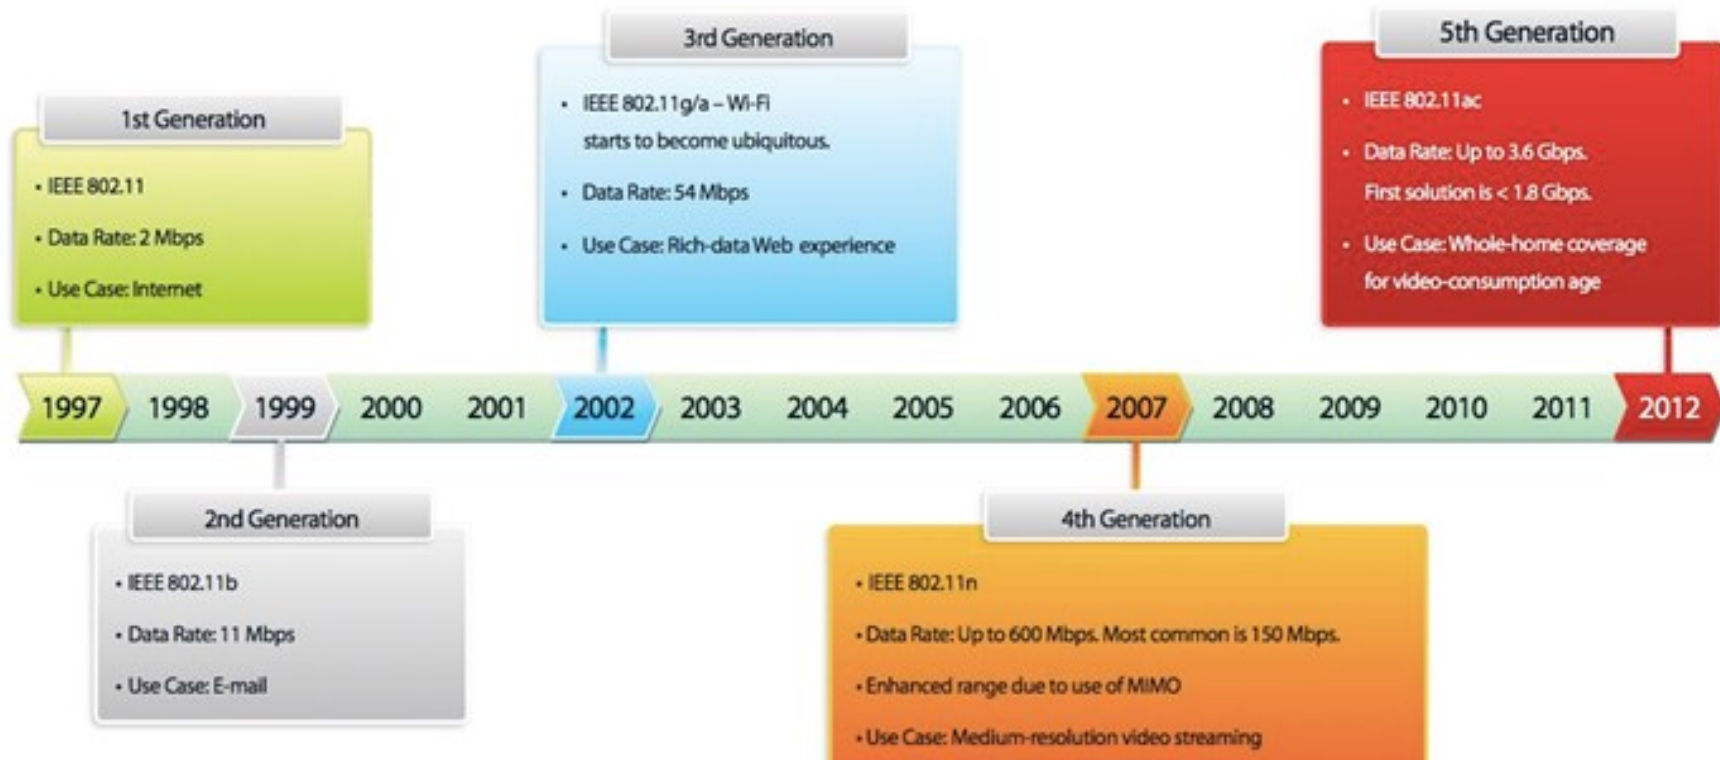 1st Generation
• IEEE 802.11
• Data Rate: 2 Mbps
• Use Case: Internet
3rd Generation
• IEEE 802.11g/a – Wi-Fi
starts to become ubiquitous.
• Data Rate: 54 Mbps
• Use Case: Rich-data Web experience
5th Generation
• IEEE 802.11ac
• Data Rate: Up to 3.6 Gbps.
First solution is < 1.8 Gbps.
• Use Case: Whole-home coverage
for video-consumption age
1997 1998 1999 2000 2001 2002 2003 2004 2005 2006 2007 2008 2009 2010 2011 2012
2nd Generation
• IEEE 802.11b
• Data Rate: 11 Mbps
• Use Case: E-mail
4th Generation
• IEEE 802.11n
• Data Rate: Up to 600 Mbps. Most common is 150 Mbps.
• Enhanced range due to use of MIMO
• Use Case: Medium-resolution video streaming